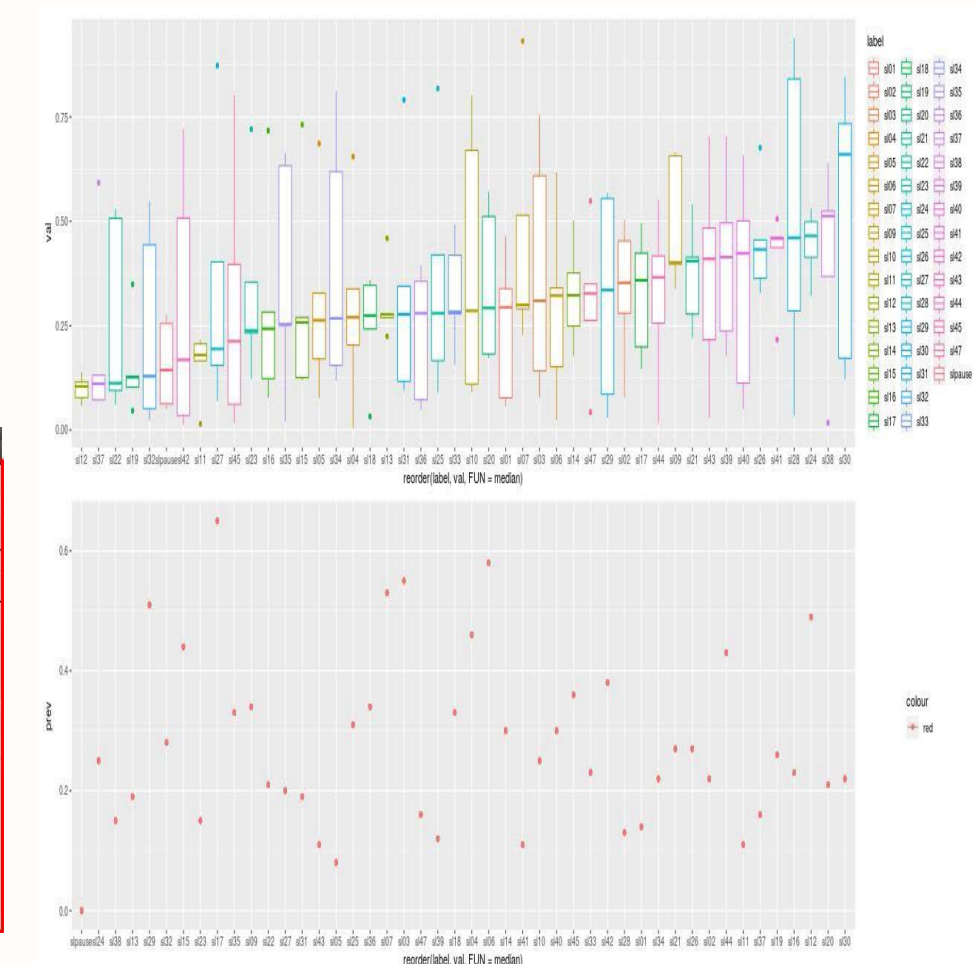 label
sl01 sl18 sl34
sl02 sl19 sl35
sl03 sl20 sl36
sl04 sl21 sl37
sl05 sl22 sl38
sl06 sl23 sl39
sl07 sl24 sl40
sl09 sl25 sl41
sl10 sl26 sl42
sl11 sl27 sl43
sl12 sl28 sl45
sl13 sl29 sl47
sl14 sl30 slpause
sl15 sl31
sl16 sl32
sl17 sl33
0.75
0.50
val
0.25
0.00
sl12 sl37 sl22 sl19 sl32 slpause sl42 sl11 sl27 sl45 sl23 sl16 sl35 sl15 sl05 sl34 sl04 sl18 sl13 sl31 sl36 sl25 sl33 sl10 sl20 sl01 sl07 sl03 sl06 sl14 sl47 sl29 sl02 sl17 sl44 sl09 sl21 sl43 sl39 sl40 sl26 sl41 sl28 sl24 sl38 sl30
reorder(label, val, FUN = median)
0.6
0.4
prev
0.2
0.0
colour
red
slpause sl24 sl38 sl13 sl29 sl32 sl15 sl23 sl17 sl35 sl09 sl22 sl27 sl31 sl43 sl05 sl25 sl36 sl07 sl03 sl47 sl39 sl18 sl04 sl06 sl14 sl41 sl10 sl40 sl45 sl33 sl42 sl28 sl01 sl34 sl21 sl26 sl02 sl44 sl11 sl37 sl19 sl16 sl12 sl20 sl30
reorder(label, val, FUN = median)